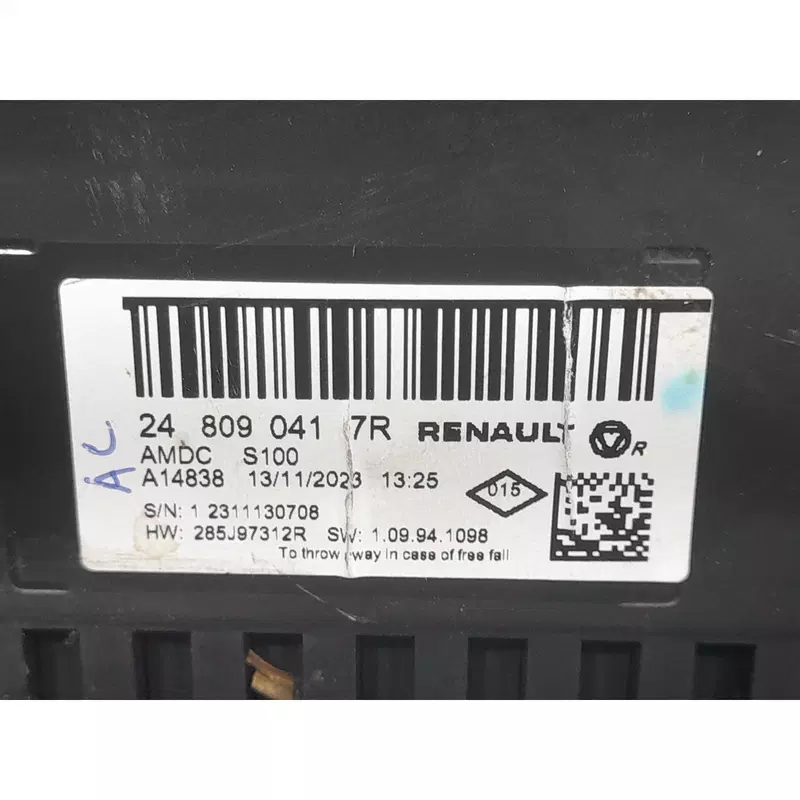 24 809 041 7R RENAULT R
AMDC S100
A14838 13/11/2023 13:25
015
S/N: 1 2311130708
HW: 285J97312R SW: 1.09.94.1098
To throw away in case of free fall
AL